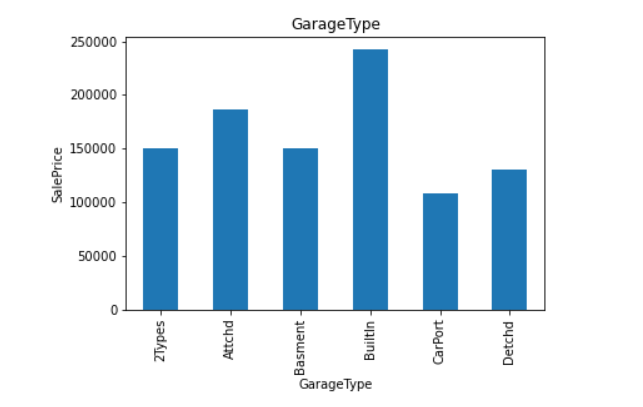 GarageType
250000
200000
150000
100000
50000
0
SalePrice
2Types
Attchd
Basment
BuiltIn
CarPort
Detchd
GarageType